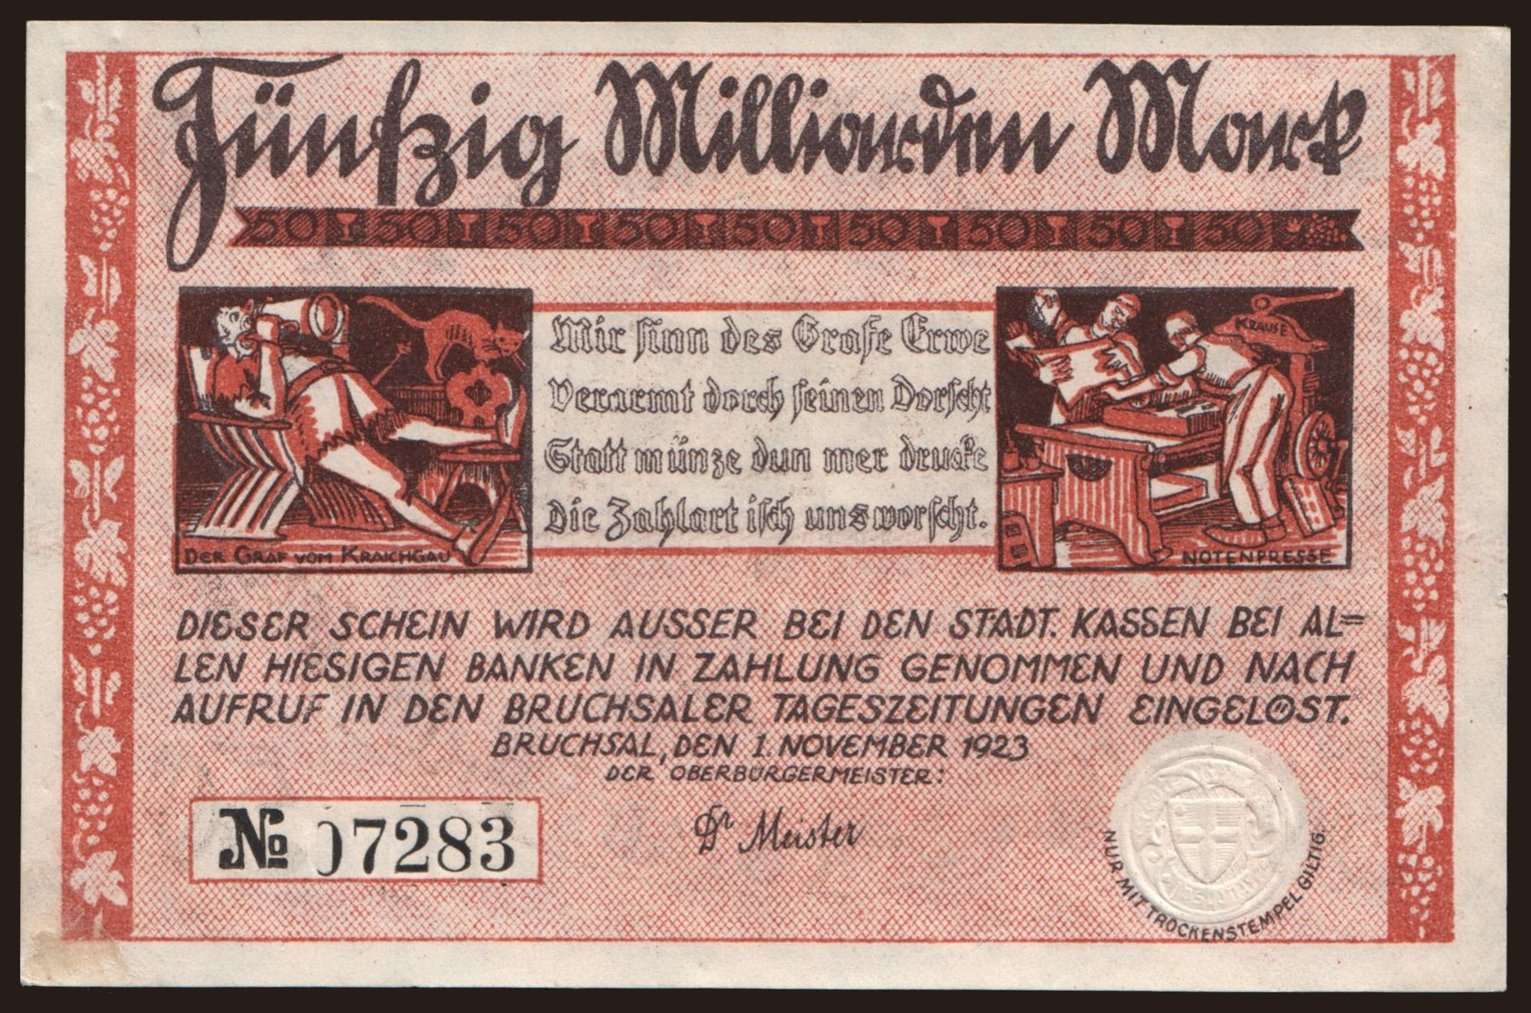 Fünfzig Milliarden Mark
50 50 50 50 50 50 50 50 50
Mir sinn des Grafe Erwe
Verarmt dorch seinen Dorscht
Statt münze dun mer drucke
Die Zahlart isch uns worscht.
DER GRAF VOM KRAICHGAU
KRAUSE
NOTENPRESSE
DIESER SCHEIN WIRD AUSSER BEI DEN STÄDT. KASSEN BEI AL=
LEN HIESIGEN BANKEN IN ZAHLUNG GENOMMEN UND NACH
AUFRUF IN DEN BRUCHSALER TAGESZEITUNGEN EINGELÖST.
BRUCHSAL, DEN 1. NOVEMBER 1923
DER OBERBÜRGERMEISTER:
Dr Meister
№ 07283
NUR MIT TROCKENSTEMPEL GILTIG.